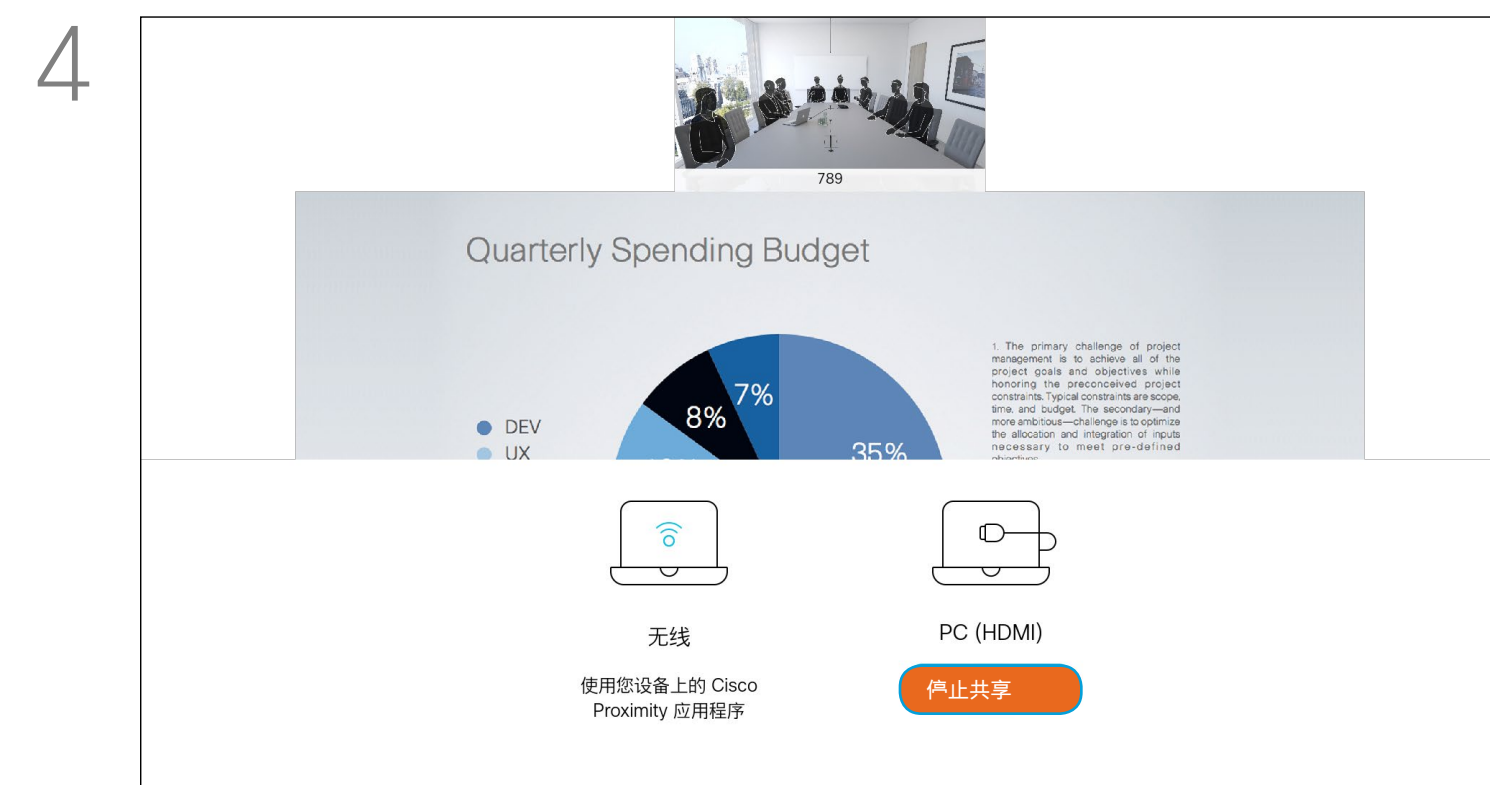 4
789
Quarterly Spending Budget
1. The primary challenge of project
management is to achieve all of the
project goals and objectives while
honoring the preconceived project
constraints. Typical constraints are scope,
time, and budget. The secondary—and
more ambitious—challenge is to optimize
the allocation and integration of inputs
necessary to meet pre-defined
7%
8%
35%
DEV
UX
无线
使用您设备上的 Cisco
Proximity 应用程序
PC (HDMI)
停止共享